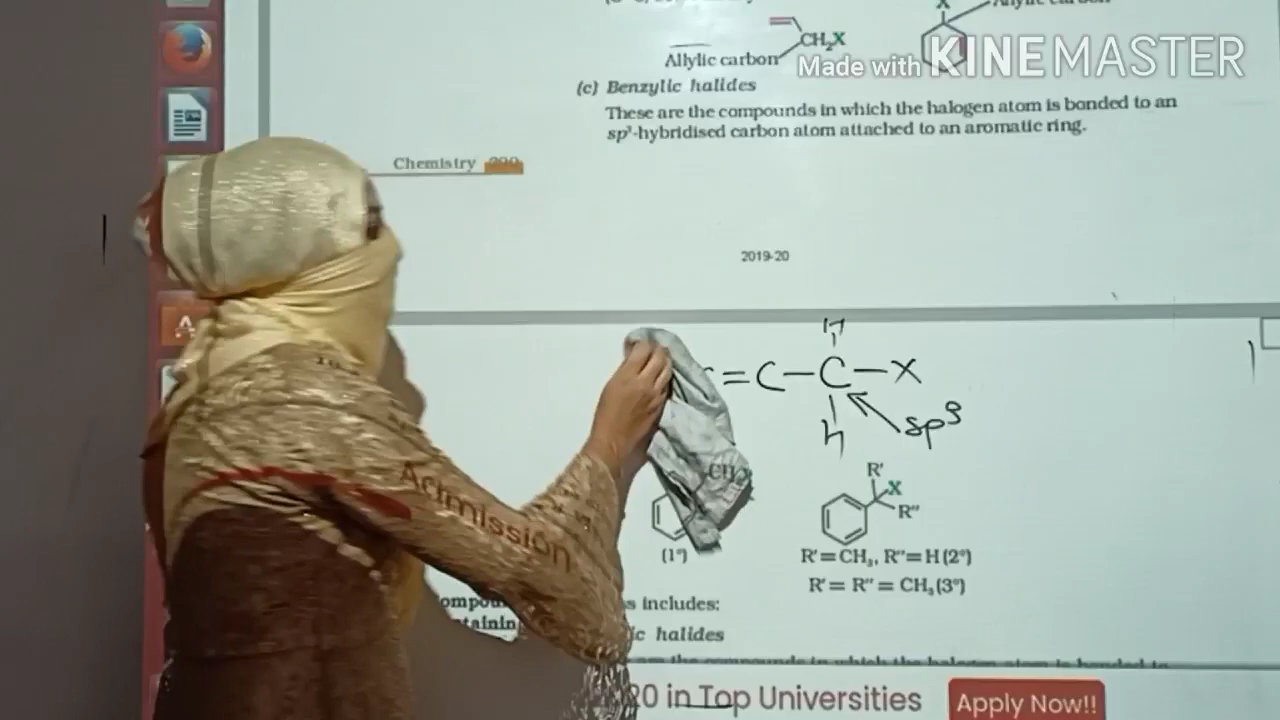 CH₂X
Allylic carbon
Made with KINEMASTER
X
(c) Benzylic halides
These are the compounds in which the halogen atom is bonded to an
sp³-hybridised carbon atom attached to an aromatic ring.
Chemistry
2019-20
H
=C-C-X
H
sp3
(1°)
R'
X
R"
R'=CH₃, R"=H(2°)
R'= R"= CH₃(3°)
Admission
includes:
halides
20 in Top Universities
Apply Now!!